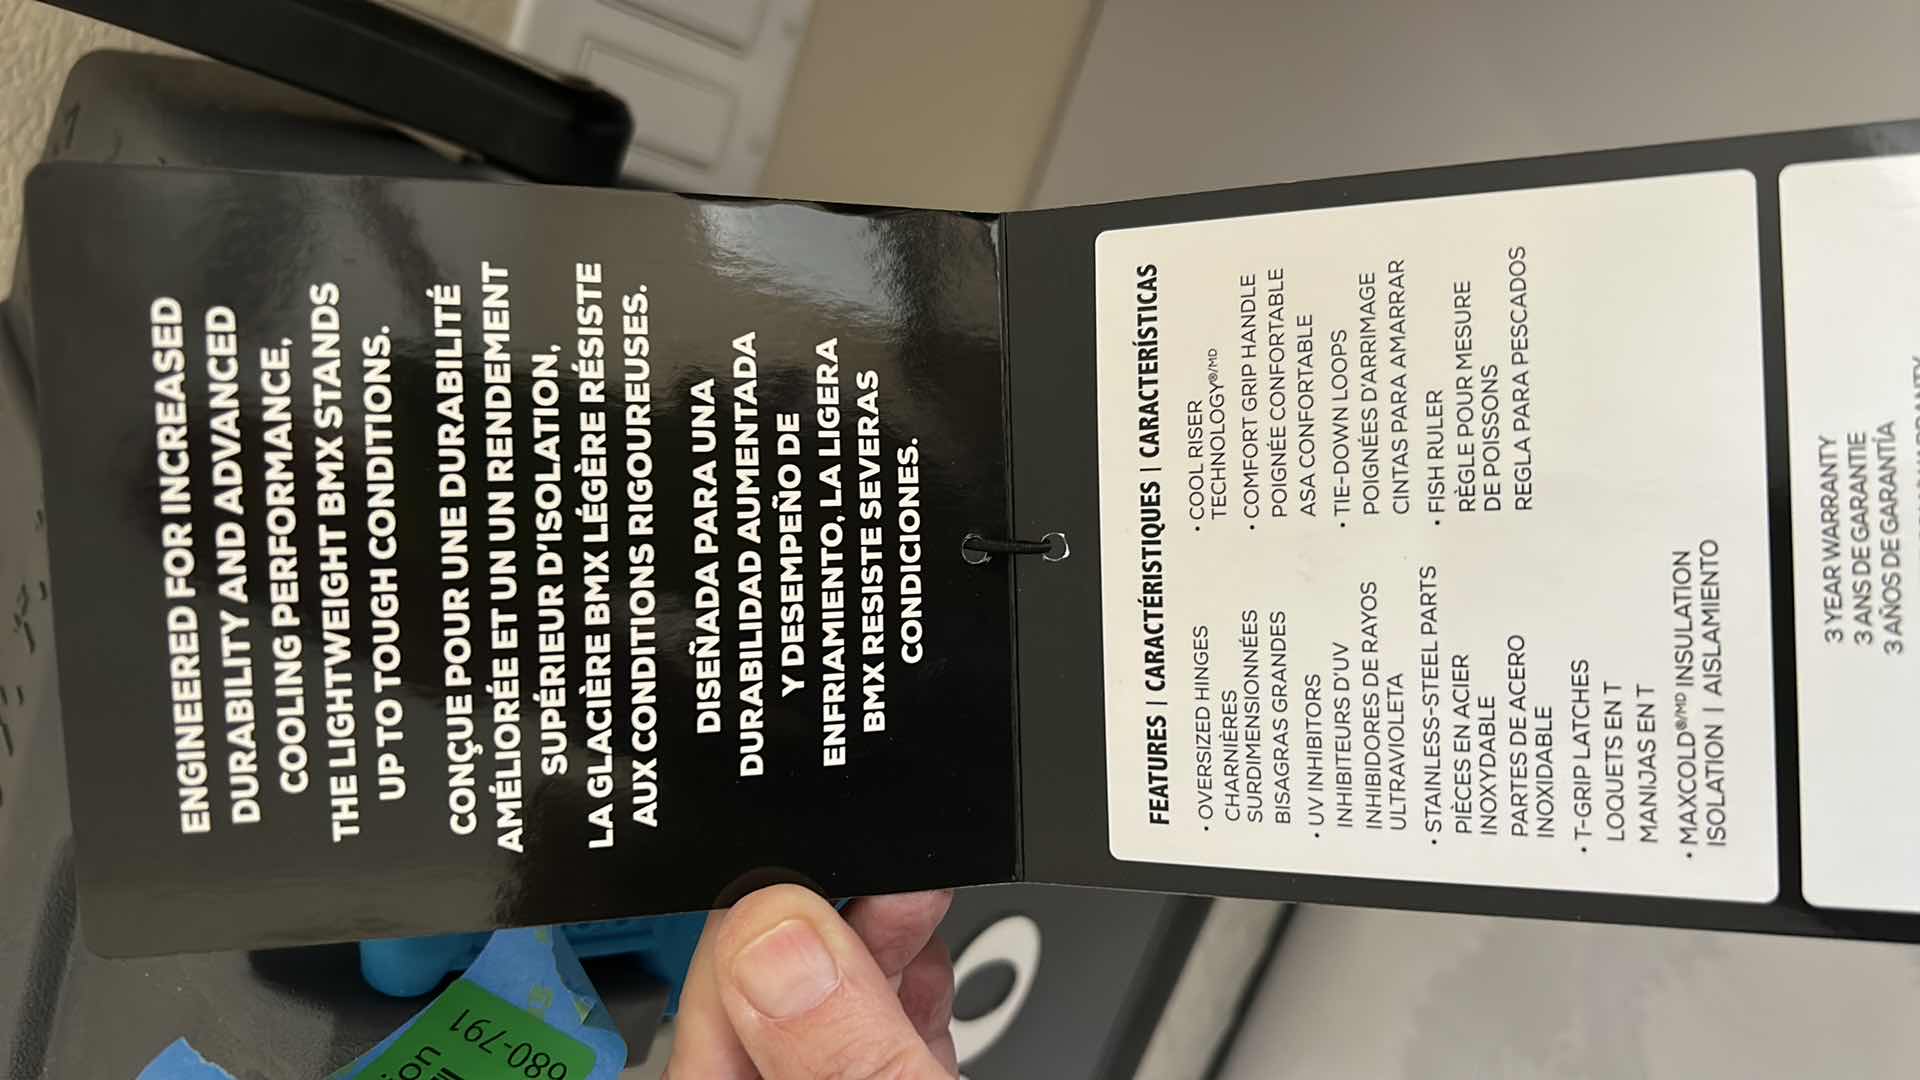 ENGINEERED FOR INCREASED
DURABILITY AND ADVANCED
COOLING PERFORMANCE,
THE LIGHTWEIGHT BMX STANDS
UP TO TOUGH CONDITIONS.
CONÇUE POUR UNE DURABILITÉ
AMÉLIORÉE ET UN UN RENDEMENT
SUPÉRIEUR D'ISOLATION,
LA GLACIÈRE BMX LÉGÈRE RÉSISTE
AUX CONDITIONS RIGOUREUSES.
DISEÑADA PARA UNA
DURABILIDAD AUMENTADA
Y DESEMPEÑO DE
ENFRIAMIENTO, LA LIGERA
BMX RESISTE SEVERAS
CONDICIONES.
FEATURES | CARACTÉRISTIQUES | CARACTERÍSTICAS
• OVERSIZED HINGES
CHARNIÈRES
SURDIMENSIONNÉES
BISAGRAS GRANDES
• UV INHIBITORS
INHIBITEURS D'UV
INHIBIDORES DE RAYOS
ULTRAVIOLETA
• STAINLESS-STEEL PARTS
PIÈCES EN ACIER
INOXYDABLE
PARTES DE ACERO
INOXIDABLE
• T-GRIP LATCHES
LOQUETS EN T
MANIJAS EN T
• MAXCOLD®/MD INSULATION
ISOLATION | AISLAMIENTO
• COOL RISER
TECHNOLOGY®/MD
• COMFORT GRIP HANDLE
POIGNÉE CONFORTABLE
ASA CONFORTABLE
• TIE-DOWN LOOPS
POIGNÉES D'ARRIMAGE
CINTAS PARA AMARRAR
• FISH RULER
RÈGLE POUR MESURE
DE POISSONS
REGLA PARA PESCADOS
3 YEAR WARRANTY
3 ANS DE GARANTIE
3 AÑOS DE GARANTÍA
680-791